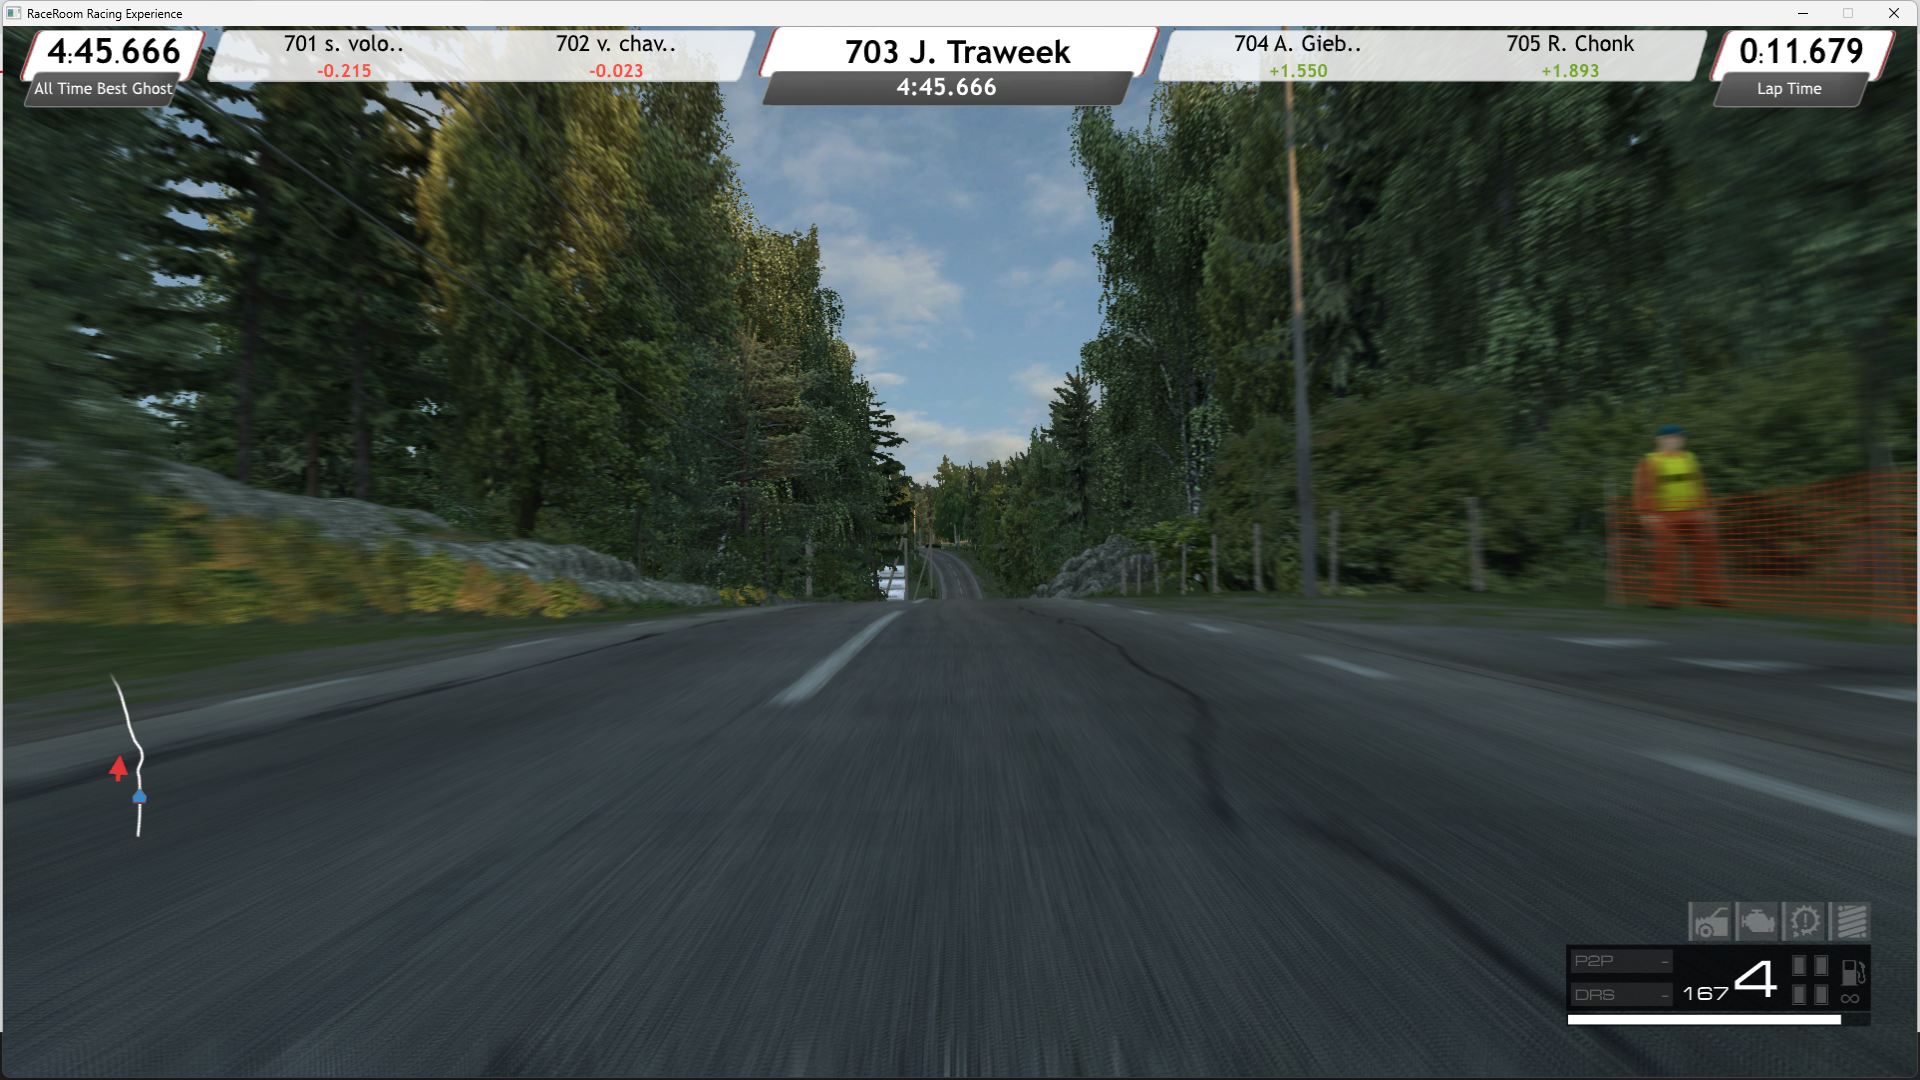 RaceRoom Racing Experience
4:45.666
All Time Best Ghost
701 s. volo..
-0.215
702 v. chav..
-0.023
703 J. Traweek
4:45.666
704 A. Gieb..
+1.550
705 R. Chonk
+1.893
0:11.679
Lap Time
P2P -
DRS -
167 4
∞